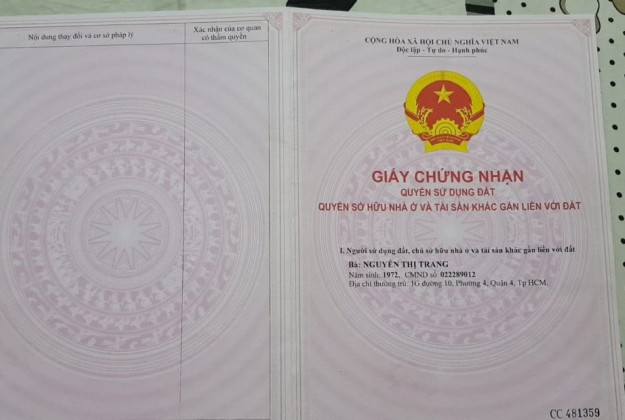 Nội dung thay đổi và cơ sở pháp lý
Xác nhận của cơ quan
có thẩm quyền
CỘNG HÒA XÃ HỘI CHỦ NGHĨA VIỆT NAM
Độc lập - Tự do - Hạnh phúc
GIẤY CHỨNG NHẬN
QUYỀN SỬ DỤNG ĐẤT
QUYỀN SỞ HỮU NHÀ Ở VÀ TÀI SẢN KHÁC GẮN LIỀN VỚI ĐẤT
I. Người sử dụng đất, chủ sở hữu nhà ở và tài sản khác gắn liền với đất
Bà: NGUYỄN THỊ TRANG
Năm sinh: 1972, CMND số 022289012
Địa chỉ thường trú: 1G đường 10, Phường 4, Quận 4, Tp HCM.
CC 481359